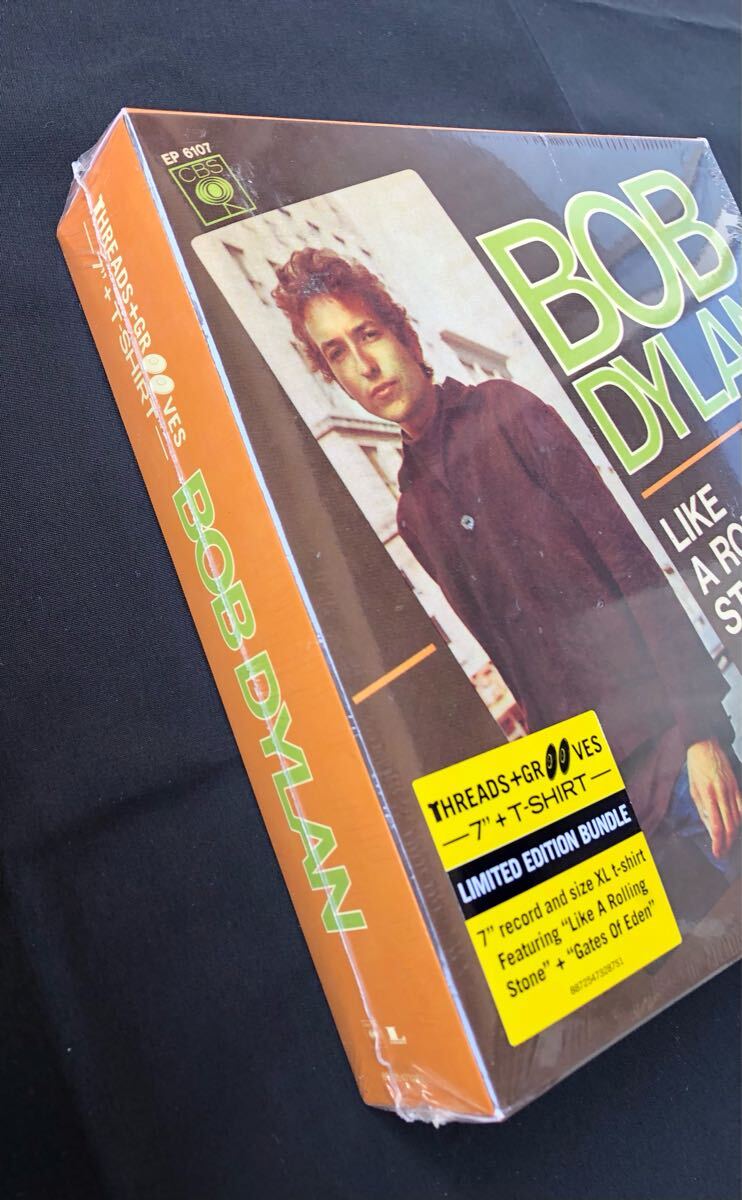 EP 6107
CBS
BOB
DYLAN
LIKE
THREADS+GROOVES
—7" + T-SHIRT—
LIMITED EDITION BUNDLE
7" record and size XL t-shirt
Featuring "Like A Rolling
Stone" + "Gates Of Eden"
THREADS+GROOVES
—7" + T-SHIRT—
BOB DYLAN